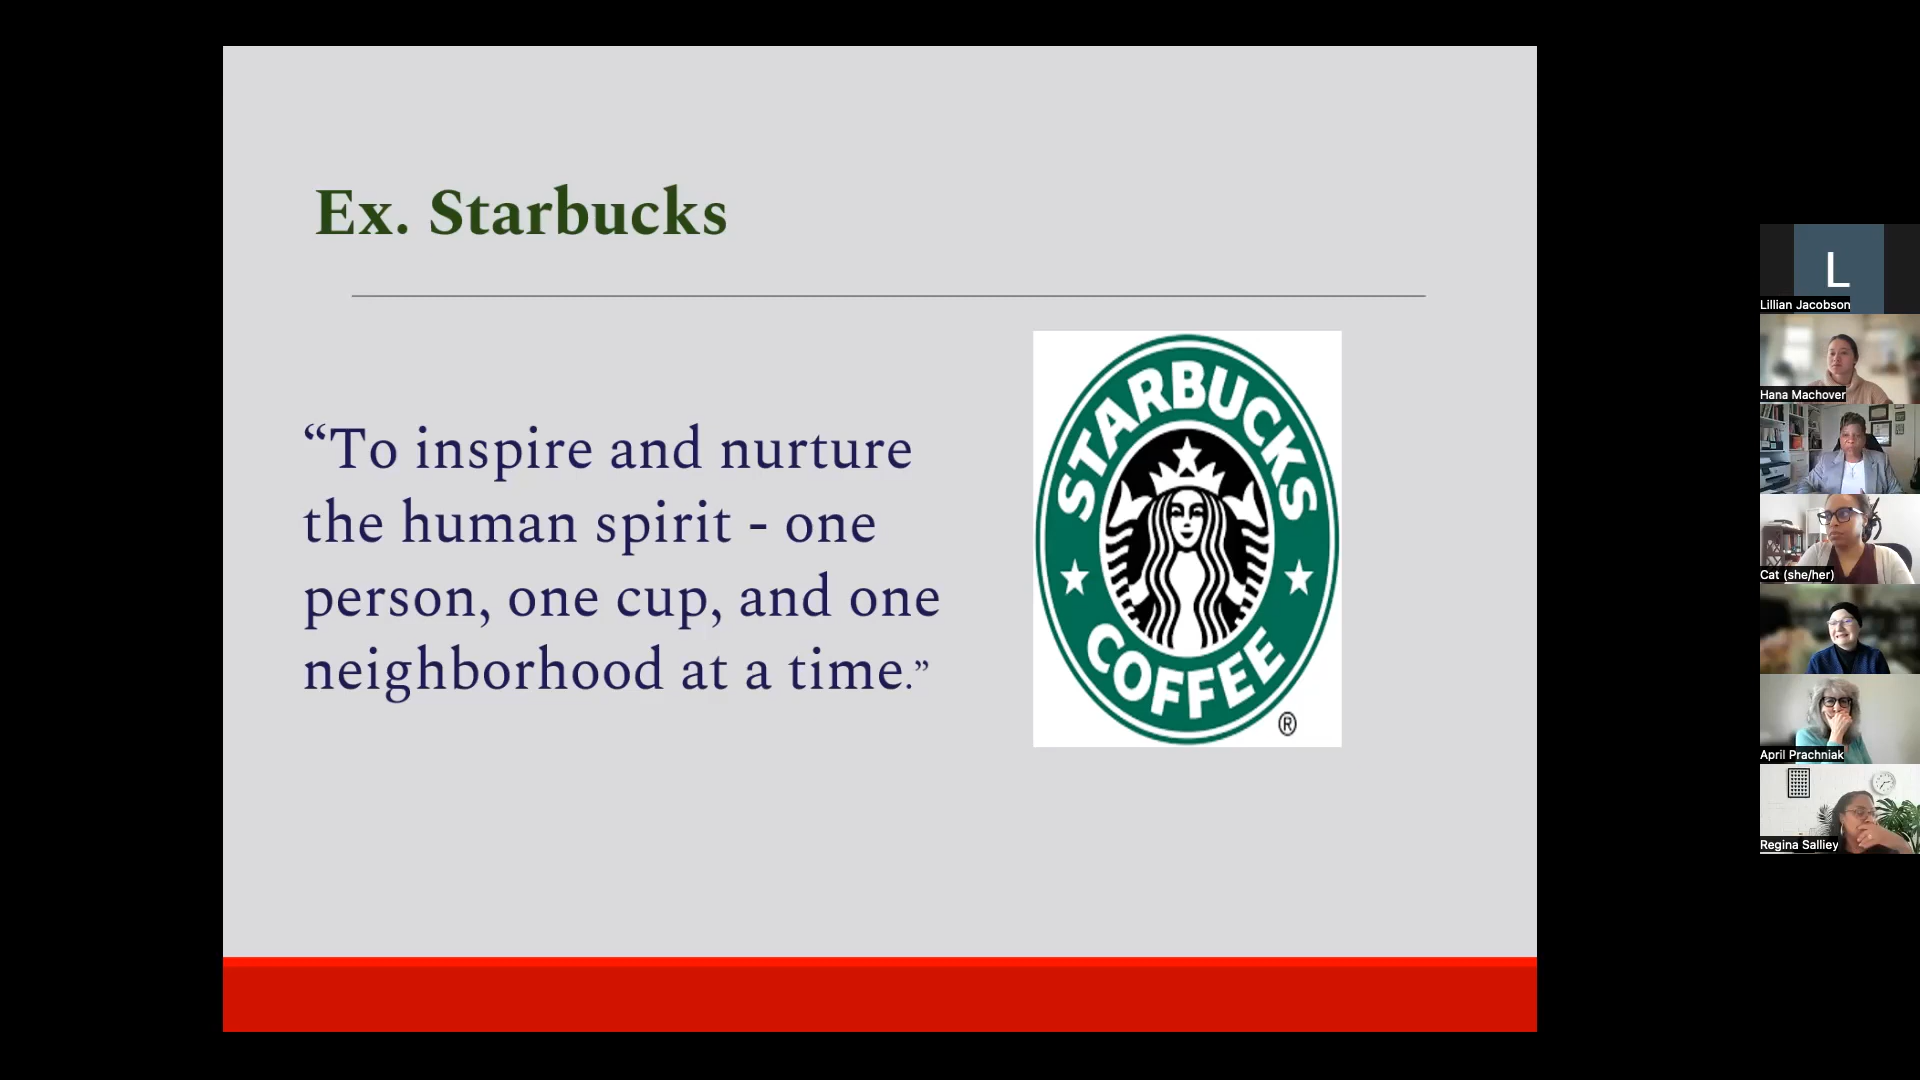 Ex. Starbucks
“To inspire and nurture
the human spirit - one
person, one cup, and one
neighborhood at a time.”
STARBUCKS
COFFEE
®
L
Lillian Jacobson
Hana Machover
Cat (she/her)
April Prachniak
Regina Salliey